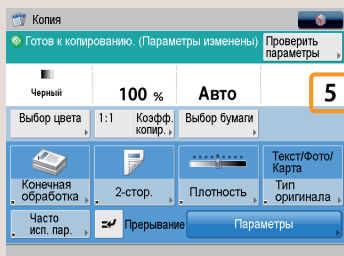 Копия
Готов к копированию. (Параметры изменены)
Проверить
параметры
Черный
100 %
Авто
5
Выбор цвета
1:1 Коэфф.
копир.
Выбор бумаги
Конечная
обработка
2-стор.
Плотность
Текст/Фото/
Карта
Тип
оригинала
Часто
исп. пар.
Прерывание
Параметры